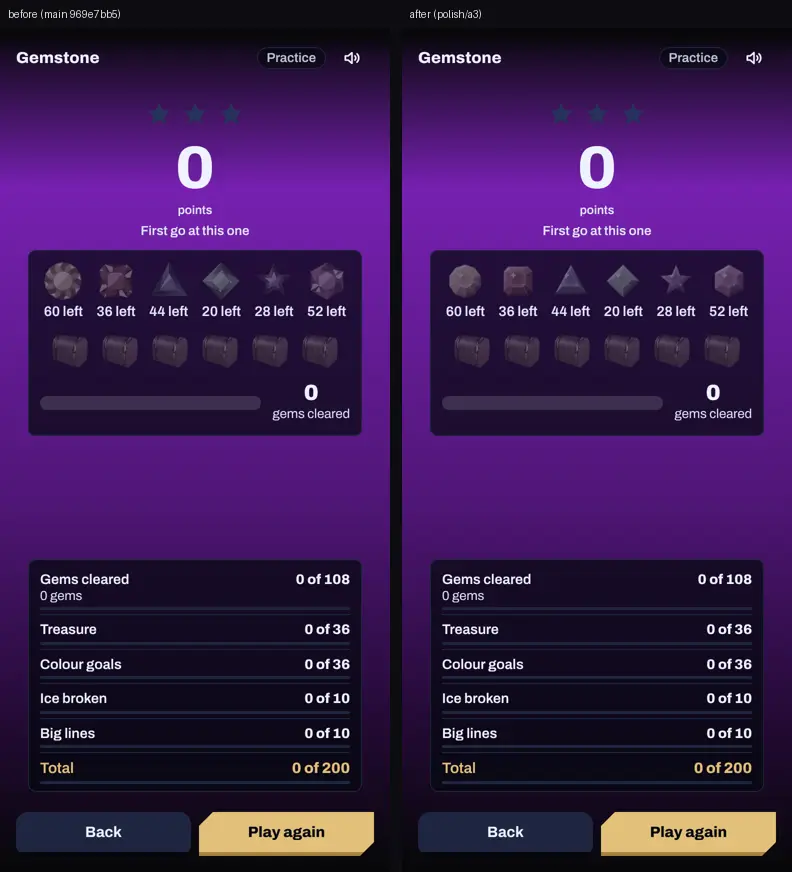 before (main 969e7bb5)
Gemstone
Practice
0
points
First go at this one
60 left 36 left 44 left 20 left 28 left 52 left
0
gems cleared
Gems cleared 0 of 108
0 gems
Treasure 0 of 36
Colour goals 0 of 36
Ice broken 0 of 10
Big lines 0 of 10
Total 0 of 200
Back Play again
after (polish/a3)
Gemstone
Practice
0
points
First go at this one
60 left 36 left 44 left 20 left 28 left 52 left
0
gems cleared
Gems cleared 0 of 108
0 gems
Treasure 0 of 36
Colour goals 0 of 36
Ice broken 0 of 10
Big lines 0 of 10
Total 0 of 200
Back Play again